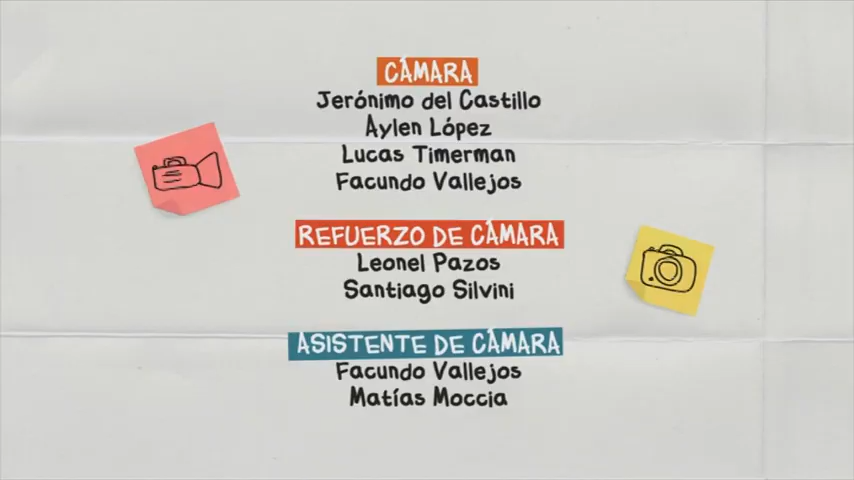 CÁMARA
Jerónimo del Castillo
Aylen López
Lucas Timerman
Facundo Vallejos
REFUERZO DE CÁMARA
Leonel Pazos
Santiago Silvini
ASISTENTE DE CÁMARA
Facundo Vallejos
Matías Moccia